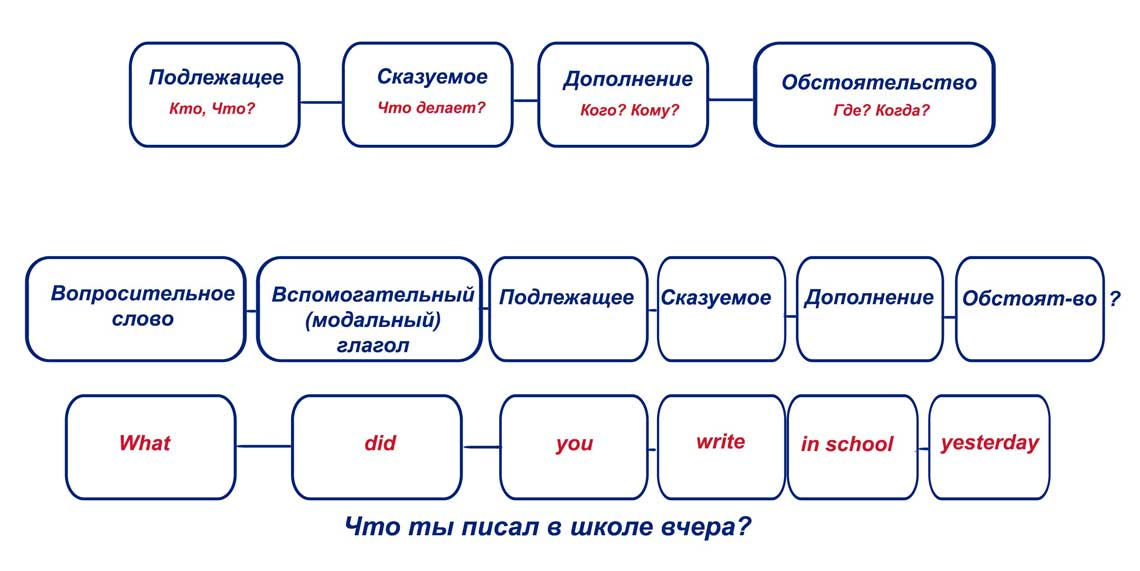 Подлежащее
Кто, Что?
Сказуемое
Что делает?
Дополнение
Кого? Кому?
Обстоятельство
Где? Когда?
Вопросительное
слово
Вспомогательный
(модальный)
глагол
Подлежащее
Сказуемое
Дополнение
Обстоят-во ?
What
did
you
write
in school
yesterday
Что ты писал в школе вчера?